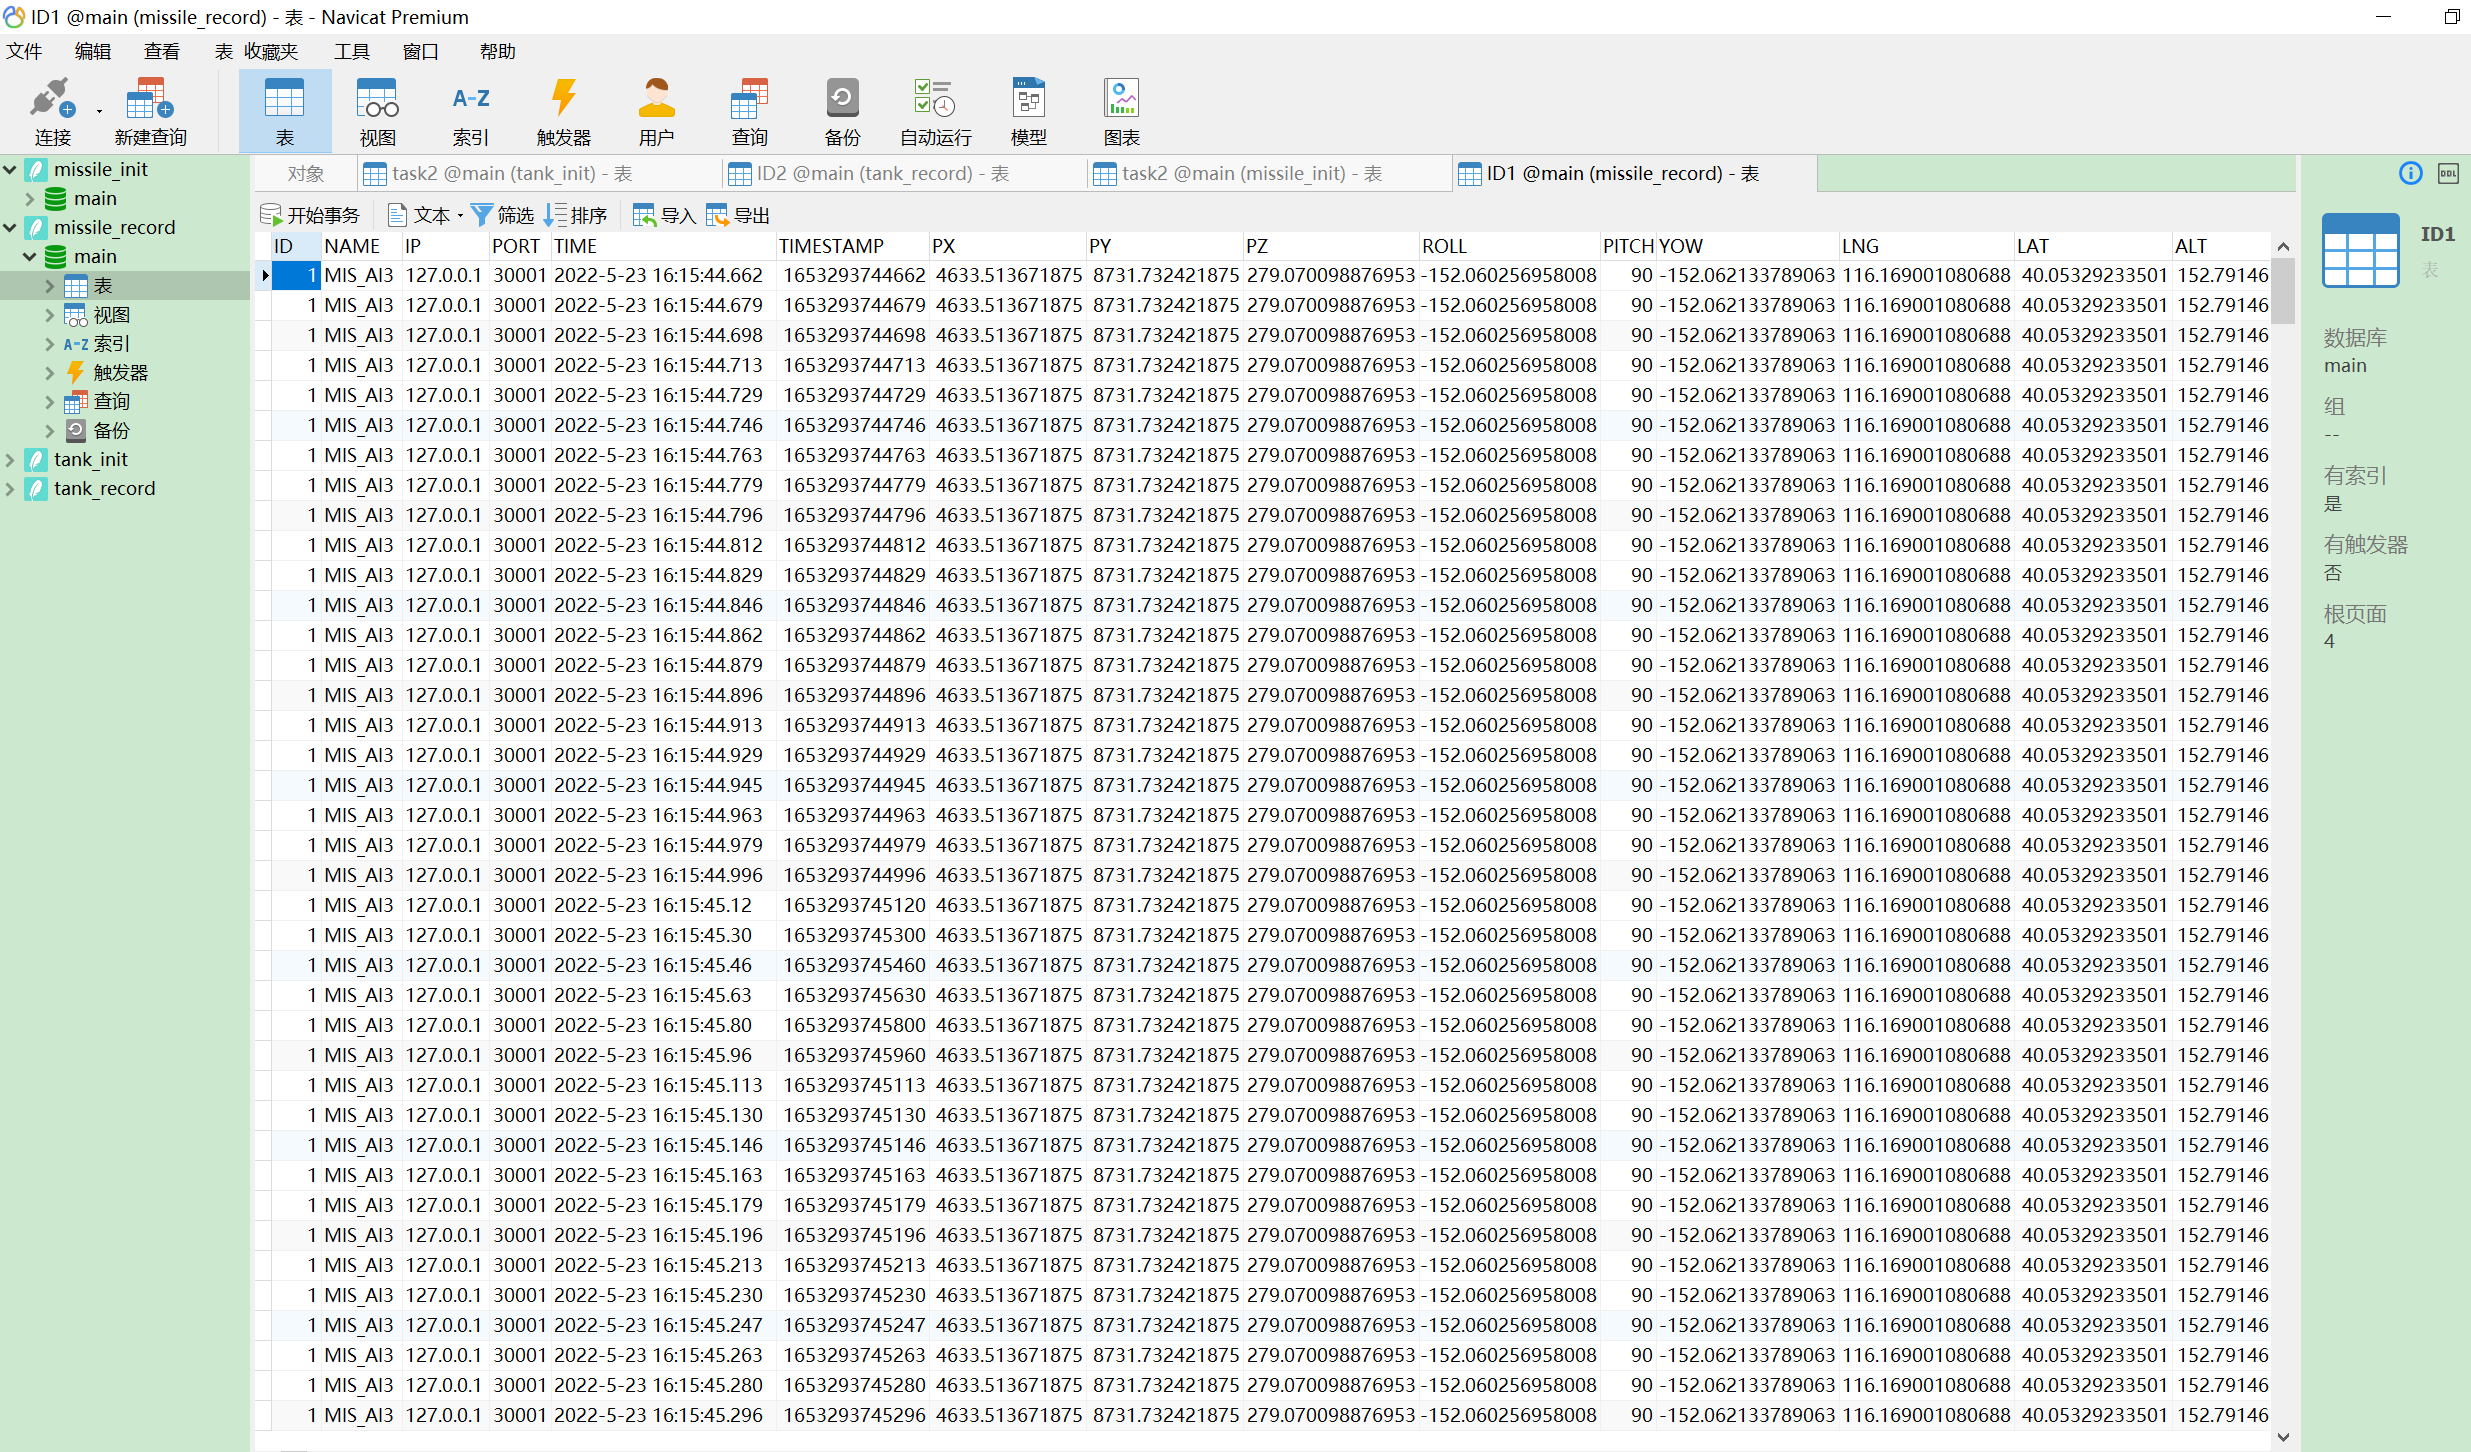 ID1 @main (missile_record) - 表 - Navicat Premium
文件 编辑 查看 表 收藏夹 工具 窗口 帮助
连接 新建查询 表 视图 索引 触发器 用户 查询 备份 自动运行 模型 图表
missile_init
main
missile_record
main
表
视图
A-Z 索引
触发器
查询
备份
tank_init
tank_record
对象 task2 @main (tank_init) - 表 ID2 @main (tank_record) - 表 task2 @main (missile_init) - 表 ID1 @main (missile_record) - 表
开始事务 文本 筛选 排序 导入 导出
ID NAME IP PORT TIME TIMESTAMP PX PY PZ ROLL PITCH YOW LNG LAT ALT
1 MIS_AI3 127.0.0.1 30001 2022-5-23 16:15:44.662 1653293744662 4633.513671875 8731.732421875 279.070098876953 -152.060256958008 90 -152.062133789063 116.169001080688 40.05329233501 152.79146
1 MIS_AI3 127.0.0.1 30001 2022-5-23 16:15:44.679 1653293744679 4633.513671875 8731.732421875 279.070098876953 -152.060256958008 90 -152.062133789063 116.169001080688 40.05329233501 152.79146
1 MIS_AI3 127.0.0.1 30001 2022-5-23 16:15:44.698 1653293744698 4633.513671875 8731.732421875 279.070098876953 -152.060256958008 90 -152.062133789063 116.169001080688 40.05329233501 152.79146
1 MIS_AI3 127.0.0.1 30001 2022-5-23 16:15:44.713 1653293744713 4633.513671875 8731.732421875 279.070098876953 -152.060256958008 90 -152.062133789063 116.169001080688 40.05329233501 152.79146
1 MIS_AI3 127.0.0.1 30001 2022-5-23 16:15:44.729 1653293744729 4633.513671875 8731.732421875 279.070098876953 -152.060256958008 90 -152.062133789063 116.169001080688 40.05329233501 152.79146
1 MIS_AI3 127.0.0.1 30001 2022-5-23 16:15:44.746 1653293744746 4633.513671875 8731.732421875 279.070098876953 -152.060256958008 90 -152.062133789063 116.169001080688 40.05329233501 152.79146
1 MIS_AI3 127.0.0.1 30001 2022-5-23 16:15:44.763 1653293744763 4633.513671875 8731.732421875 279.070098876953 -152.060256958008 90 -152.062133789063 116.169001080688 40.05329233501 152.79146
1 MIS_AI3 127.0.0.1 30001 2022-5-23 16:15:44.779 1653293744779 4633.513671875 8731.732421875 279.070098876953 -152.060256958008 90 -152.062133789063 116.169001080688 40.05329233501 152.79146
1 MIS_AI3 127.0.0.1 30001 2022-5-23 16:15:44.796 1653293744796 4633.513671875 8731.732421875 279.070098876953 -152.060256958008 90 -152.062133789063 116.169001080688 40.05329233501 152.79146
1 MIS_AI3 127.0.0.1 30001 2022-5-23 16:15:44.812 1653293744812 4633.513671875 8731.732421875 279.070098876953 -152.060256958008 90 -152.062133789063 116.169001080688 40.05329233501 152.79146
1 MIS_AI3 127.0.0.1 30001 2022-5-23 16:15:44.829 1653293744829 4633.513671875 8731.732421875 279.070098876953 -152.060256958008 90 -152.062133789063 116.169001080688 40.05329233501 152.79146
1 MIS_AI3 127.0.0.1 30001 2022-5-23 16:15:44.846 1653293744846 4633.513671875 8731.732421875 279.070098876953 -152.060256958008 90 -152.062133789063 116.169001080688 40.05329233501 152.79146
1 MIS_AI3 127.0.0.1 30001 2022-5-23 16:15:44.862 1653293744862 4633.513671875 8731.732421875 279.070098876953 -152.060256958008 90 -152.062133789063 116.169001080688 40.05329233501 152.79146
1 MIS_AI3 127.0.0.1 30001 2022-5-23 16:15:44.879 1653293744879 4633.513671875 8731.732421875 279.070098876953 -152.060256958008 90 -152.062133789063 116.169001080688 40.05329233501 152.79146
1 MIS_AI3 127.0.0.1 30001 2022-5-23 16:15:44.896 1653293744896 4633.513671875 8731.732421875 279.070098876953 -152.060256958008 90 -152.062133789063 116.169001080688 40.05329233501 152.79146
1 MIS_AI3 127.0.0.1 30001 2022-5-23 16:15:44.913 1653293744913 4633.513671875 8731.732421875 279.070098876953 -152.060256958008 90 -152.062133789063 116.169001080688 40.05329233501 152.79146
1 MIS_AI3 127.0.0.1 30001 2022-5-23 16:15:44.929 1653293744929 4633.513671875 8731.732421875 279.070098876953 -152.060256958008 90 -152.062133789063 116.169001080688 40.05329233501 152.79146
1 MIS_AI3 127.0.0.1 30001 2022-5-23 16:15:44.945 1653293744945 4633.513671875 8731.732421875 279.070098876953 -152.060256958008 90 -152.062133789063 116.169001080688 40.05329233501 152.79146
1 MIS_AI3 127.0.0.1 30001 2022-5-23 16:15:44.963 1653293744963 4633.513671875 8731.732421875 279.070098876953 -152.060256958008 90 -152.062133789063 116.169001080688 40.05329233501 152.79146
1 MIS_AI3 127.0.0.1 30001 2022-5-23 16:15:44.979 1653293744979 4633.513671875 8731.732421875 279.070098876953 -152.060256958008 90 -152.062133789063 116.169001080688 40.05329233501 152.79146
1 MIS_AI3 127.0.0.1 30001 2022-5-23 16:15:44.996 1653293744996 4633.513671875 8731.732421875 279.070098876953 -152.060256958008 90 -152.062133789063 116.169001080688 40.05329233501 152.79146
1 MIS_AI3 127.0.0.1 30001 2022-5-23 16:15:45.12 1653293745120 4633.513671875 8731.732421875 279.070098876953 -152.060256958008 90 -152.062133789063 116.169001080688 40.05329233501 152.79146
1 MIS_AI3 127.0.0.1 30001 2022-5-23 16:15:45.30 1653293745300 4633.513671875 8731.732421875 279.070098876953 -152.060256958008 90 -152.062133789063 116.169001080688 40.05329233501 152.79146
1 MIS_AI3 127.0.0.1 30001 2022-5-23 16:15:45.46 1653293745460 4633.513671875 8731.732421875 279.070098876953 -152.060256958008 90 -152.062133789063 116.169001080688 40.05329233501 152.79146
1 MIS_AI3 127.0.0.1 30001 2022-5-23 16:15:45.63 1653293745630 4633.513671875 8731.732421875 279.070098876953 -152.060256958008 90 -152.062133789063 116.169001080688 40.05329233501 152.79146
1 MIS_AI3 127.0.0.1 30001 2022-5-23 16:15:45.80 1653293745800 4633.513671875 8731.732421875 279.070098876953 -152.060256958008 90 -152.062133789063 116.169001080688 40.05329233501 152.79146
1 MIS_AI3 127.0.0.1 30001 2022-5-23 16:15:45.96 1653293745960 4633.513671875 8731.732421875 279.070098876953 -152.060256958008 90 -152.062133789063 116.169001080688 40.05329233501 152.79146
1 MIS_AI3 127.0.0.1 30001 2022-5-23 16:15:45.113 1653293745113 4633.513671875 8731.732421875 279.070098876953 -152.060256958008 90 -152.062133789063 116.169001080688 40.05329233501 152.79146
1 MIS_AI3 127.0.0.1 30001 2022-5-23 16:15:45.130 1653293745130 4633.513671875 8731.732421875 279.070098876953 -152.060256958008 90 -152.062133789063 116.169001080688 40.05329233501 152.79146
1 MIS_AI3 127.0.0.1 30001 2022-5-23 16:15:45.146 1653293745146 4633.513671875 8731.732421875 279.070098876953 -152.060256958008 90 -152.062133789063 116.169001080688 40.05329233501 152.79146
1 MIS_AI3 127.0.0.1 30001 2022-5-23 16:15:45.163 1653293745163 4633.513671875 8731.732421875 279.070098876953 -152.060256958008 90 -152.062133789063 116.169001080688 40.05329233501 152.79146
1 MIS_AI3 127.0.0.1 30001 2022-5-23 16:15:45.179 1653293745179 4633.513671875 8731.732421875 279.070098876953 -152.060256958008 90 -152.062133789063 116.169001080688 40.05329233501 152.79146
1 MIS_AI3 127.0.0.1 30001 2022-5-23 16:15:45.196 1653293745196 4633.513671875 8731.732421875 279.070098876953 -152.060256958008 90 -152.062133789063 116.169001080688 40.05329233501 152.79146
1 MIS_AI3 127.0.0.1 30001 2022-5-23 16:15:45.213 1653293745213 4633.513671875 8731.732421875 279.070098876953 -152.060256958008 90 -152.062133789063 116.169001080688 40.05329233501 152.79146
1 MIS_AI3 127.0.0.1 30001 2022-5-23 16:15:45.230 1653293745230 4633.513671875 8731.732421875 279.070098876953 -152.060256958008 90 -152.062133789063 116.169001080688 40.05329233501 152.79146
1 MIS_AI3 127.0.0.1 30001 2022-5-23 16:15:45.247 1653293745247 4633.513671875 8731.732421875 279.070098876953 -152.060256958008 90 -152.062133789063 116.169001080688 40.05329233501 152.79146
1 MIS_AI3 127.0.0.1 30001 2022-5-23 16:15:45.263 1653293745263 4633.513671875 8731.732421875 279.070098876953 -152.060256958008 90 -152.062133789063 116.169001080688 40.05329233501 152.79146
1 MIS_AI3 127.0.0.1 30001 2022-5-23 16:15:45.280 1653293745280 4633.513671875 8731.732421875 279.070098876953 -152.060256958008 90 -152.062133789063 116.169001080688 40.05329233501 152.79146
1 MIS_AI3 127.0.0.1 30001 2022-5-23 16:15:45.296 1653293745296 4633.513671875 8731.732421875 279.070098876953 -152.060256958008 90 -152.062133789063 116.169001080688 40.05329233501 152.79146
DDL
ID1
表
数据库
main
组
--
有索引
是
有触发器
否
根页面
4